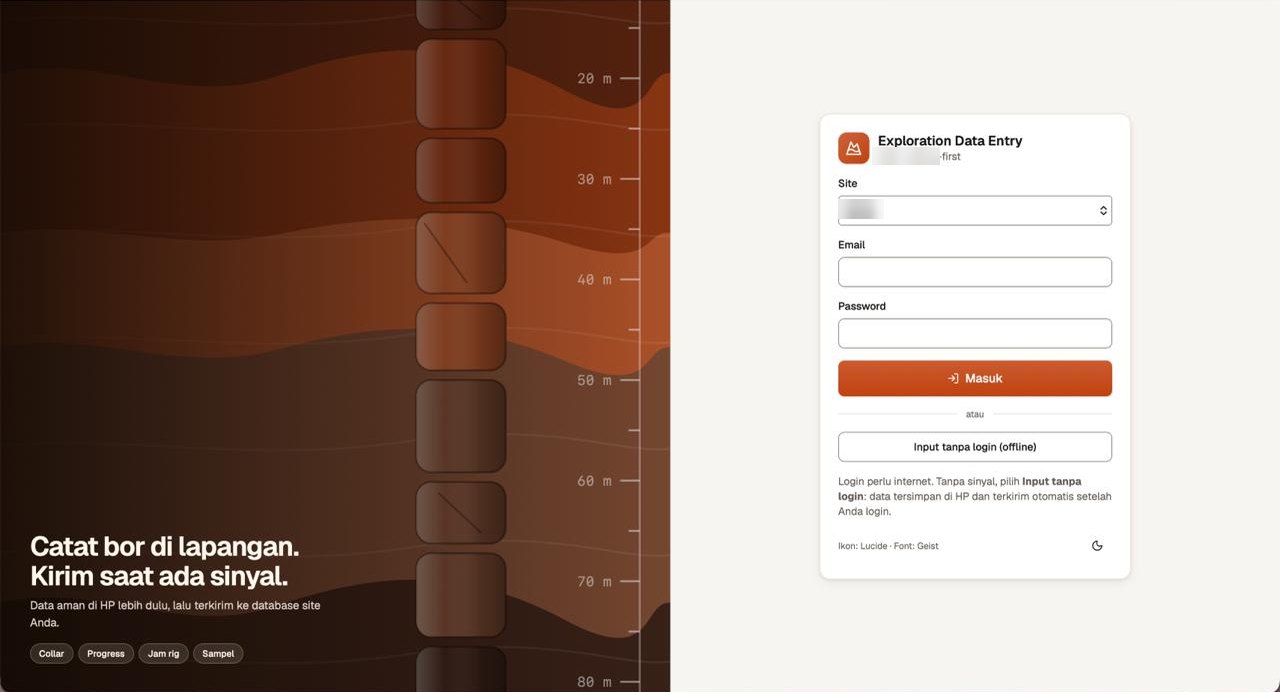 20 m
30 m
40 m
50 m
60 m
70 m
80 m
Catat bor di lapangan.
Kirim saat ada sinyal.
Data aman di HP lebih dulu, lalu terkirim ke database site
Anda.
Collar
Progress
Jam rig
Sampel
Exploration Data Entry
-first
Site
Email
Password
Masuk
atau
Input tanpa login (offline)
Login perlu internet. Tanpa sinyal, pilih Input tanpa
login: data tersimpan di HP dan terkirim otomatis setelah
Anda login.
Ikon: Lucide · Font: Geist